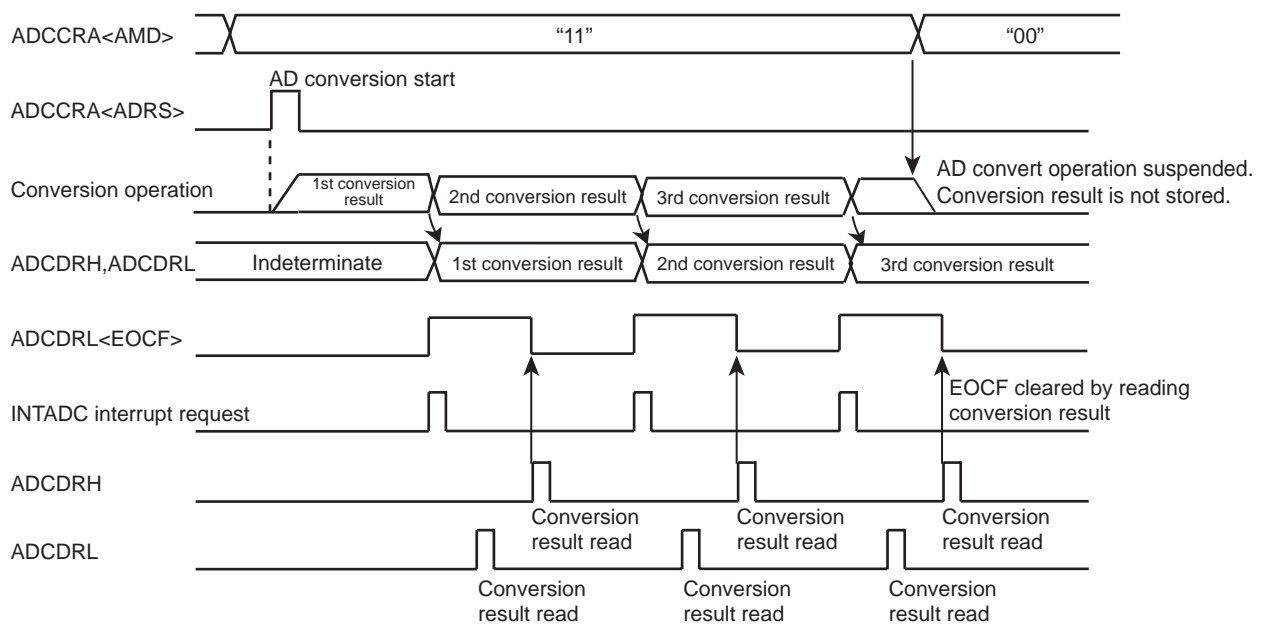 ADCCRA<AMD>
“11”
“00”
AD conversion start
ADCCRA<ADRS>
AD convert operation suspended.
Conversion result is not stored.
Conversion operation
1st conversion
result
2nd conversion result
3rd conversion result
ADCDRH,ADCDRL
Indeterminate
1st conversion result
2nd conversion result
3rd conversion result
ADCDRL<EOCF>
EOCF cleared by reading
conversion result
INTADC interrupt request
ADCDRH
Conversion
result read
Conversion
result read
Conversion
result read
ADCDRL
Conversion
result read
Conversion
result read
Conversion
result read